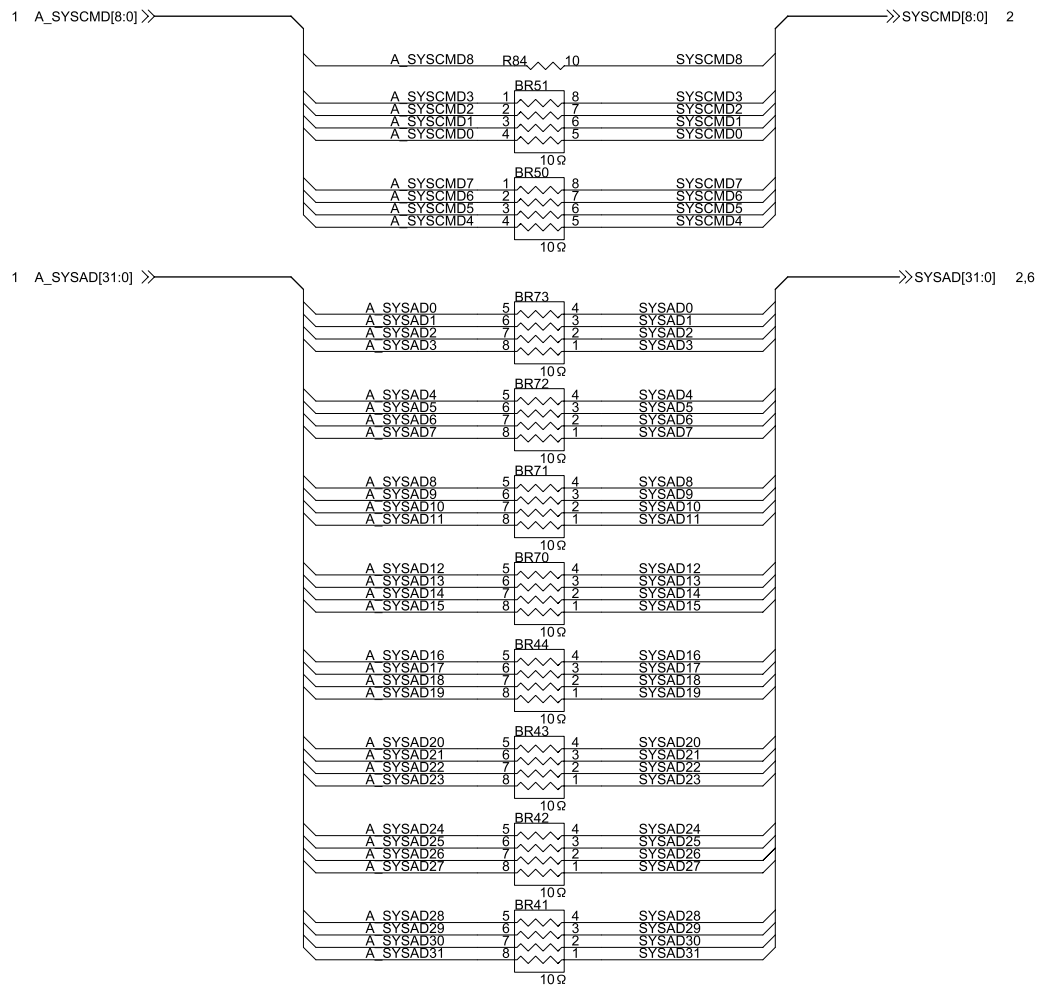 1 A_SYSCMD[8:0] SYSCMD[8:0] 2
A_SYSCMD8 R84 10 SYSCMD8
BR51
A_SYSCMD3 1 8 SYSCMD3
A_SYSCMD2 2 7 SYSCMD2
A_SYSCMD1 3 6 SYSCMD1
A_SYSCMD0 4 5 SYSCMD0
10Ω
BR50
A_SYSCMD7 1 8 SYSCMD7
A_SYSCMD6 2 7 SYSCMD6
A_SYSCMD5 3 6 SYSCMD5
A_SYSCMD4 4 5 SYSCMD4
10Ω
1 A_SYSAD[31:0] SYSAD[31:0] 2,6
BR73
A_SYSAD0 5 4 SYSAD0
A_SYSAD1 6 3 SYSAD1
A_SYSAD2 7 2 SYSAD2
A_SYSAD3 8 1 SYSAD3
10Ω
BR72
A_SYSAD4 5 4 SYSAD4
A_SYSAD5 6 3 SYSAD5
A_SYSAD6 7 2 SYSAD6
A_SYSAD7 8 1 SYSAD7
10Ω
BR71
A_SYSAD8 5 4 SYSAD8
A_SYSAD9 6 3 SYSAD9
A_SYSAD10 7 2 SYSAD10
A_SYSAD11 8 1 SYSAD11
10Ω
BR70
A_SYSAD12 5 4 SYSAD12
A_SYSAD13 6 3 SYSAD13
A_SYSAD14 7 2 SYSAD14
A_SYSAD15 8 1 SYSAD15
10Ω
BR44
A_SYSAD16 5 4 SYSAD16
A_SYSAD17 6 3 SYSAD17
A_SYSAD18 7 2 SYSAD18
A_SYSAD19 8 1 SYSAD19
10Ω
BR43
A_SYSAD20 5 4 SYSAD20
A_SYSAD21 6 3 SYSAD21
A_SYSAD22 7 2 SYSAD22
A_SYSAD23 8 1 SYSAD23
10Ω
BR42
A_SYSAD24 5 4 SYSAD24
A_SYSAD25 6 3 SYSAD25
A_SYSAD26 7 2 SYSAD26
A_SYSAD27 8 1 SYSAD27
10Ω
BR41
A_SYSAD28 5 4 SYSAD28
A_SYSAD29 6 3 SYSAD29
A_SYSAD30 7 2 SYSAD30
A_SYSAD31 8 1 SYSAD31
10Ω